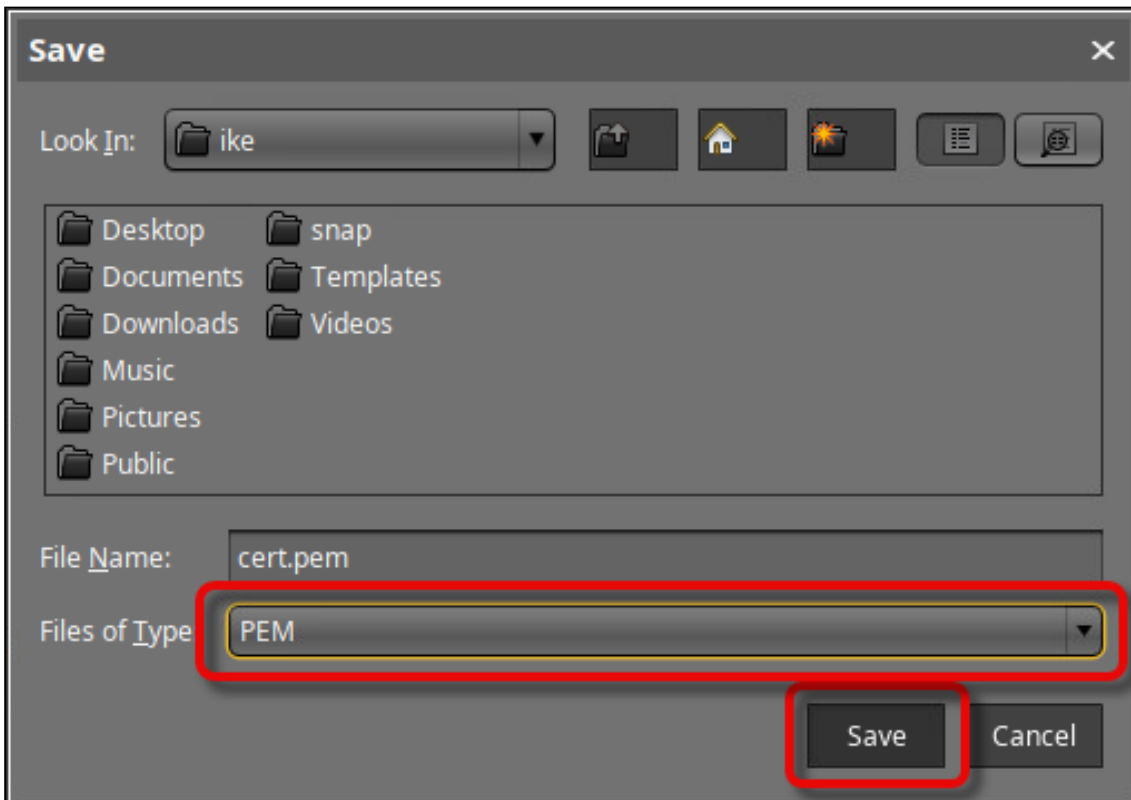 Save
Look In:
ike
Desktop
snap
Documents
Templates
Downloads
Videos
Music
Pictures
Public
File Name:
cert.pem
Files of Type
PEM
Save
Cancel